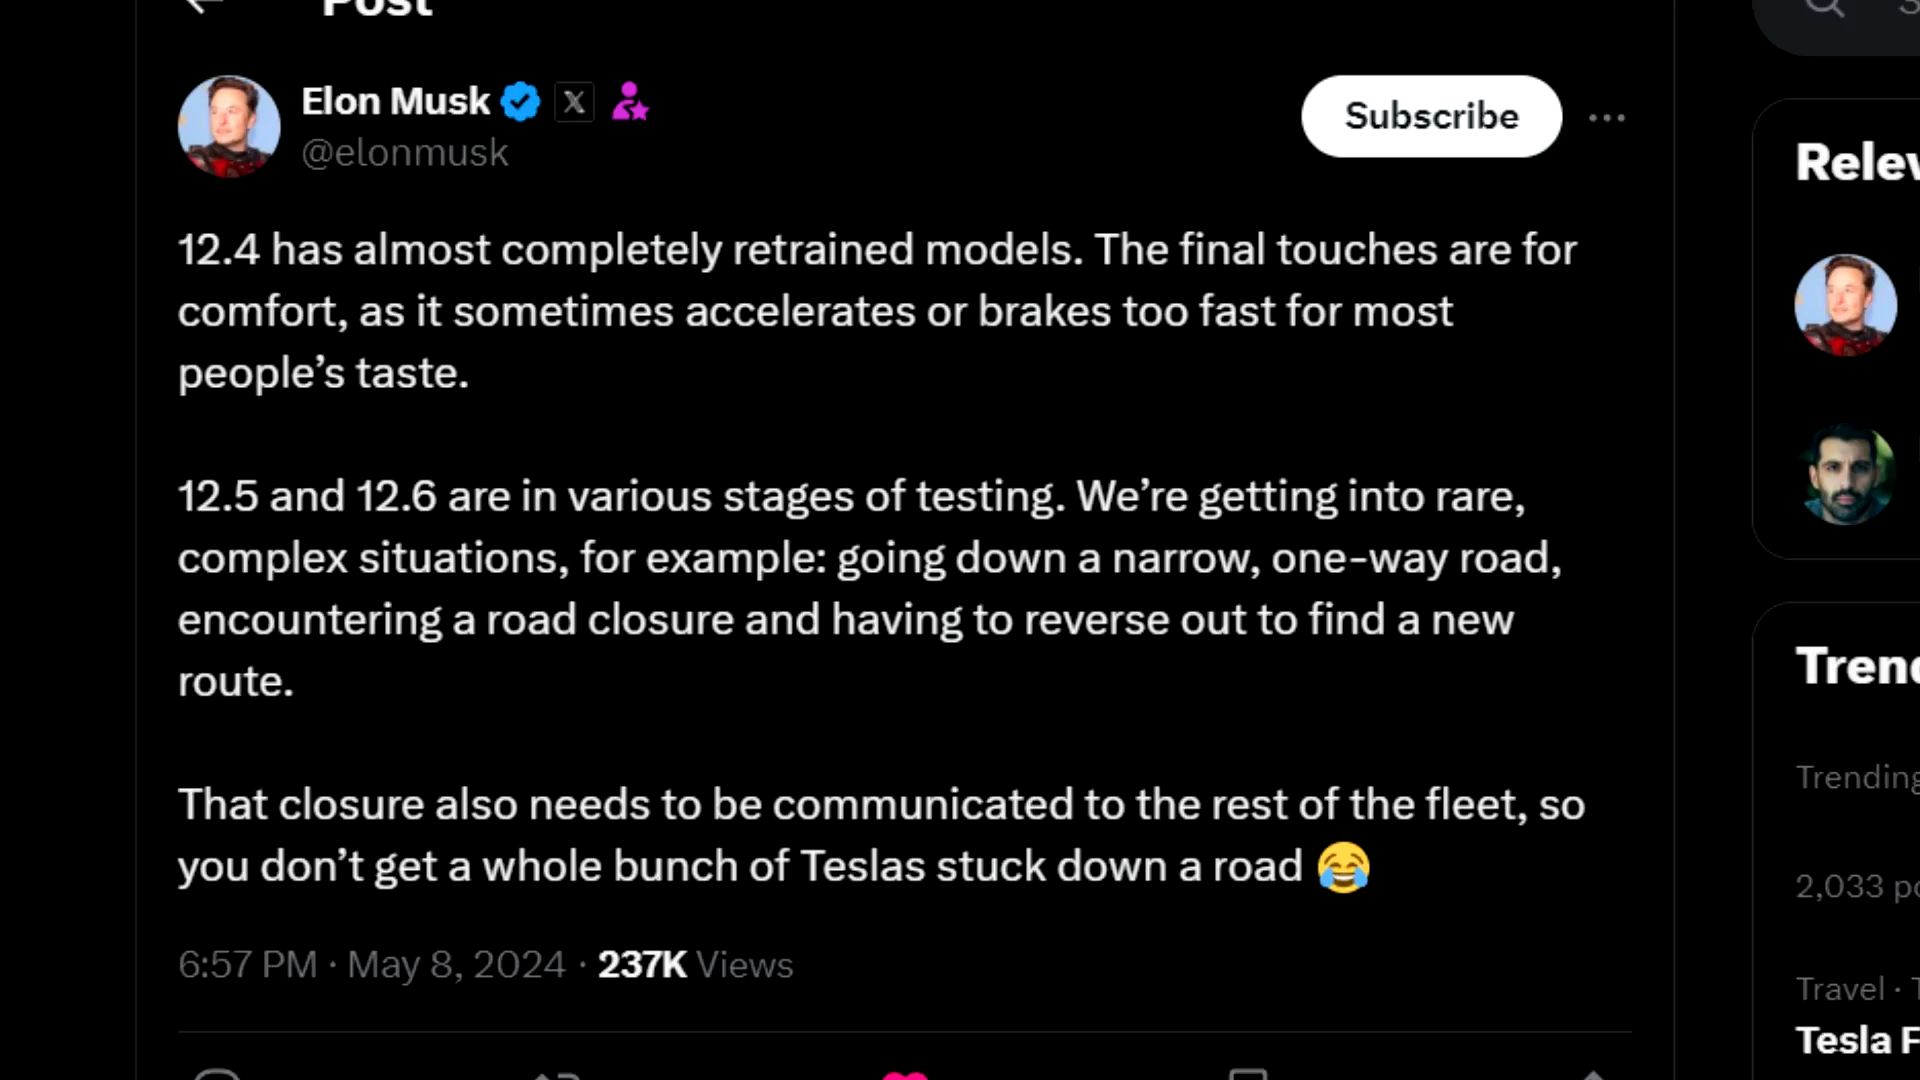 Post
Elon Musk X
@elonmusk
Subscribe
12.4 has almost completely retrained models. The final touches are for
comfort, as it sometimes accelerates or brakes too fast for most
people’s taste.
12.5 and 12.6 are in various stages of testing. We’re getting into rare,
complex situations, for example: going down a narrow, one-way road,
encountering a road closure and having to reverse out to find a new
route.
That closure also needs to be communicated to the rest of the fleet, so
you don’t get a whole bunch of Teslas stuck down a road 😂
6:57 PM · May 8, 2024 · 237K Views
Trending
2,033
Travel ·
Tesla